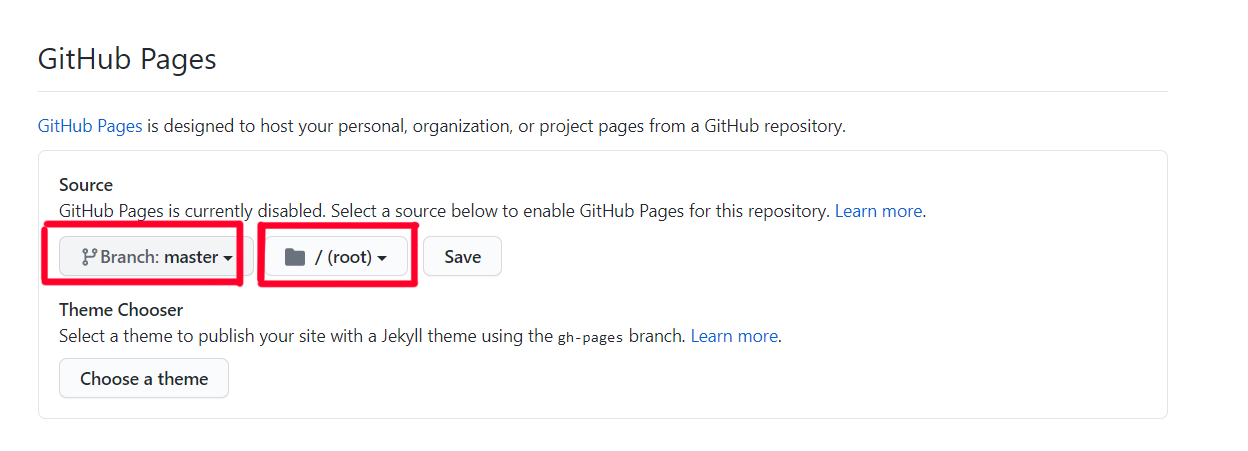 GitHub Pages
GitHub Pages is designed to host your personal, organization, or project pages from a GitHub repository.
Source
GitHub Pages is currently disabled. Select a source below to enable GitHub Pages for this repository. Learn more.
Branch: master / (root) Save
Theme Chooser
Select a theme to publish your site with a Jekyll theme using the gh-pages branch. Learn more.
Choose a theme